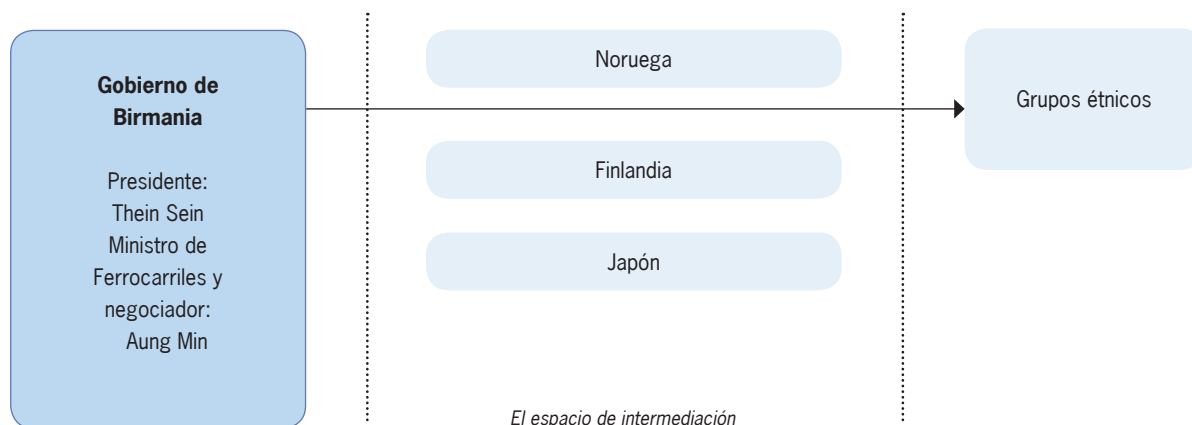 Gobierno de
Birmania
Presidente:
Thein Sein
Ministro de
Ferrocarriles y
negociador:
Aung Min
Noruega
Finlandia
Japón
El espacio de intermediación
Grupos étnicos